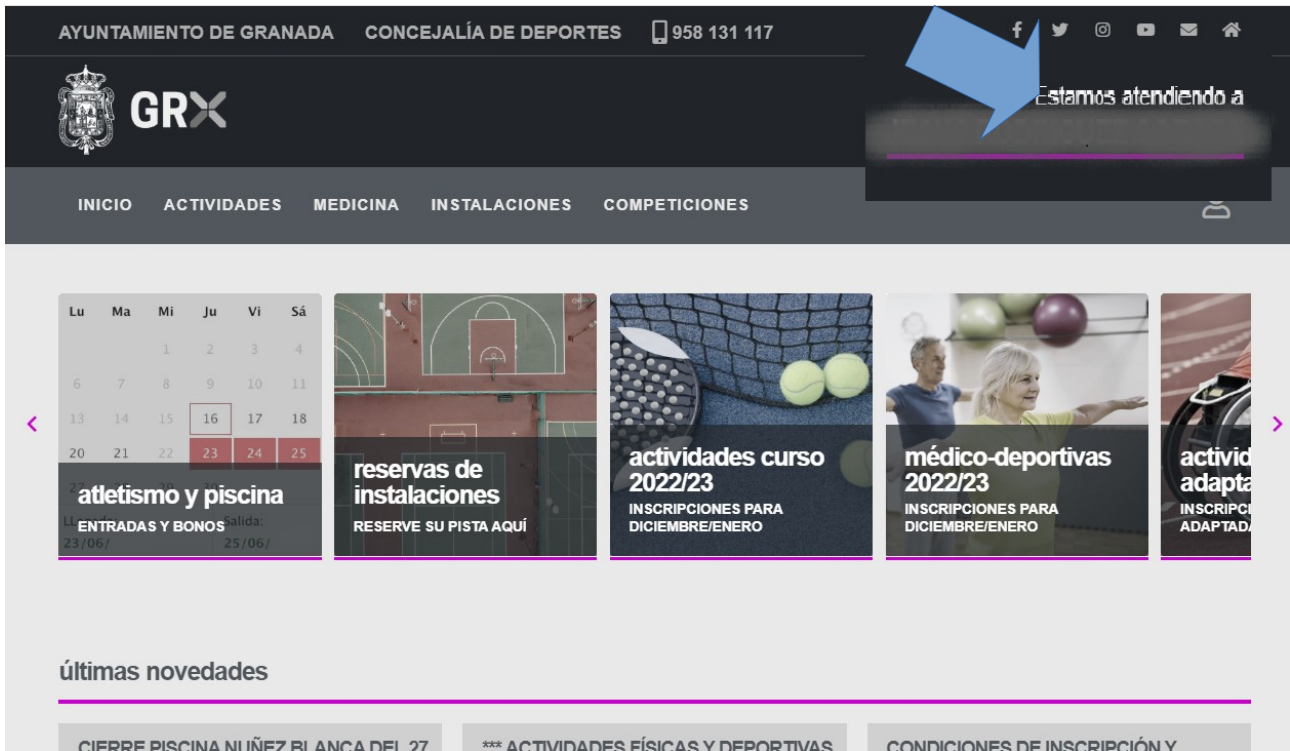 AYUNTAMIENTO DE GRANADA CONCEJALÍA DE DEPORTES 958 131 117
GRX
Estamos atendiendo a
INICIO ACTIVIDADES MEDICINA INSTALACIONES COMPETICIONES
Lu Ma Mi Ju Vi Sá
1 2 3 4
6 7 8 9 10 11
13 14 15 16 17 18
20 21 22 23 24 25
atletismo y piscina
ENTRADAS Y BONOS
Salida:
23/06/ 25/06/
reservas de
instalaciones
RESERVE SU PISTA AQUÍ
actividades curso
2022/23
INSCRIPCIONES PARA
DICIEMBRE/ENERO
médico-deportivas
2022/23
INSCRIPCIONES PARA
DICIEMBRE/ENERO
activid
adapta
INSCRIPCI
ADAPTAD
últimas novedades
CIERRE PISCINA NUÑEZ BLANCA DEL 27
*** ACTIVIDADES FÍSICAS Y DEPORTIVAS
CONDICIONES DE INSCRIPCIÓN Y